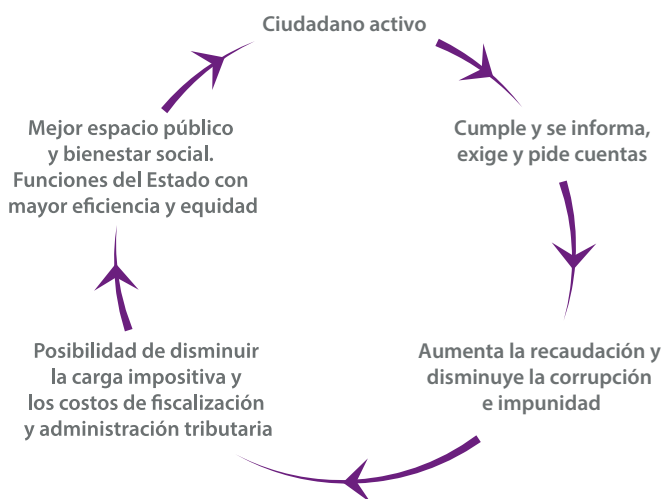 Ciudadano activo
Cumple y se informa,
exige y pide cuentas
Aumenta la recaudación y
disminuye la corrupción
e impunidad
Posibilidad de disminuir
la carga impositiva y
los costos de fiscalización
y administración tributaria
Mejor espacio público
y bienestar social.
Funciones del Estado con
mayor eficiencia y equidad